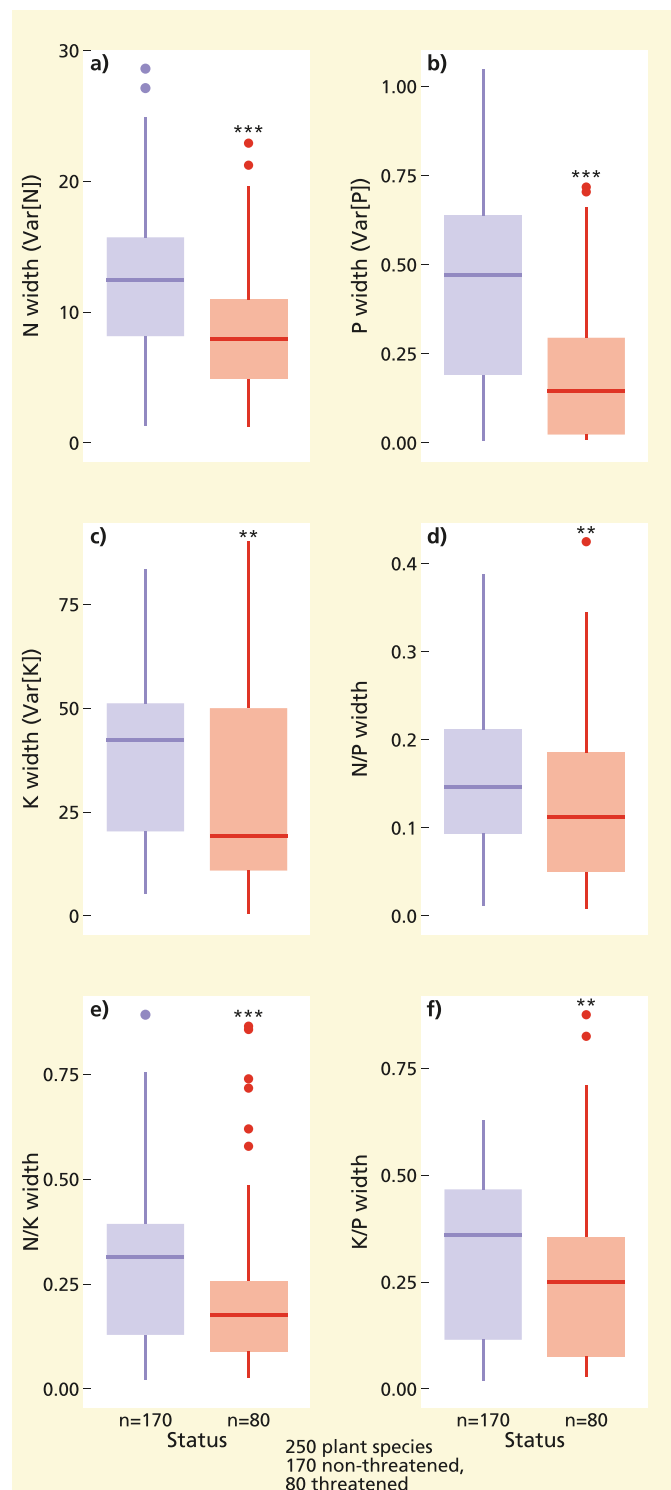 a)
N width (Var[N])
30
20
10
0
***
b)
P width (Var[P])
1.00
0.75
0.50
0.25
0.00
***
c)
K width (Var[K])
75
50
25
0
**
d)
N/P width
0.4
0.3
0.2
0.1
0.0
**
e)
N/K width
0.75
0.50
0.25
0.00
***
n=170 n=80
Status
f)
K/P width
0.75
0.50
0.25
0.00
**
n=170 n=80
Status
250 plant species
170 non-threatened,
80 threatened